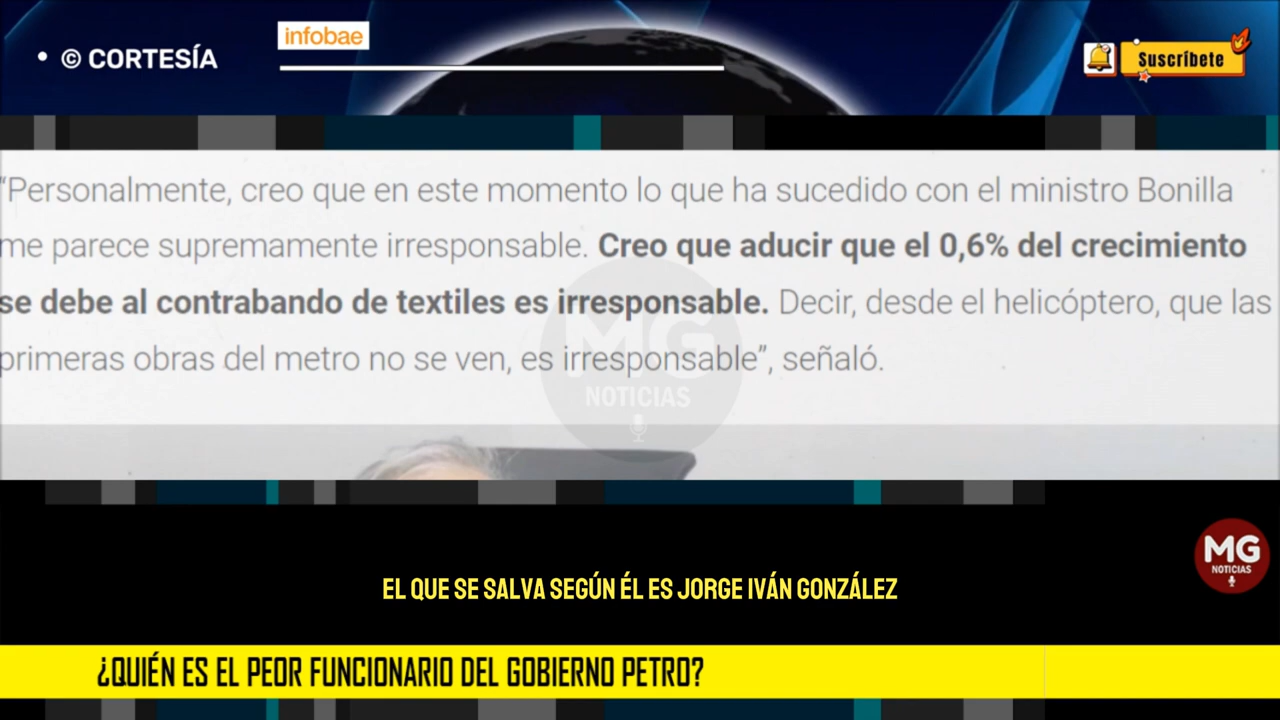 • © CORTESÍA
infobae
Suscríbete
“Personalmente, creo que en este momento lo que ha sucedido con el ministro Bonilla
me parece supremamente irresponsable. Creo que aducir que el 0,6% del crecimiento
se debe al contrabando de textiles es irresponsable. Decir, desde el helicóptero, que las
primeras obras del metro no se ven, es irresponsable”, señaló.
MG
NOTICIAS
EL QUE SE SALVA SEGÚN ÉL ES JORGE IVÁN GONZÁLEZ
MG
NOTICIAS
¿QUIÉN ES EL PEOR FUNCIONARIO DEL GOBIERNO PETRO?